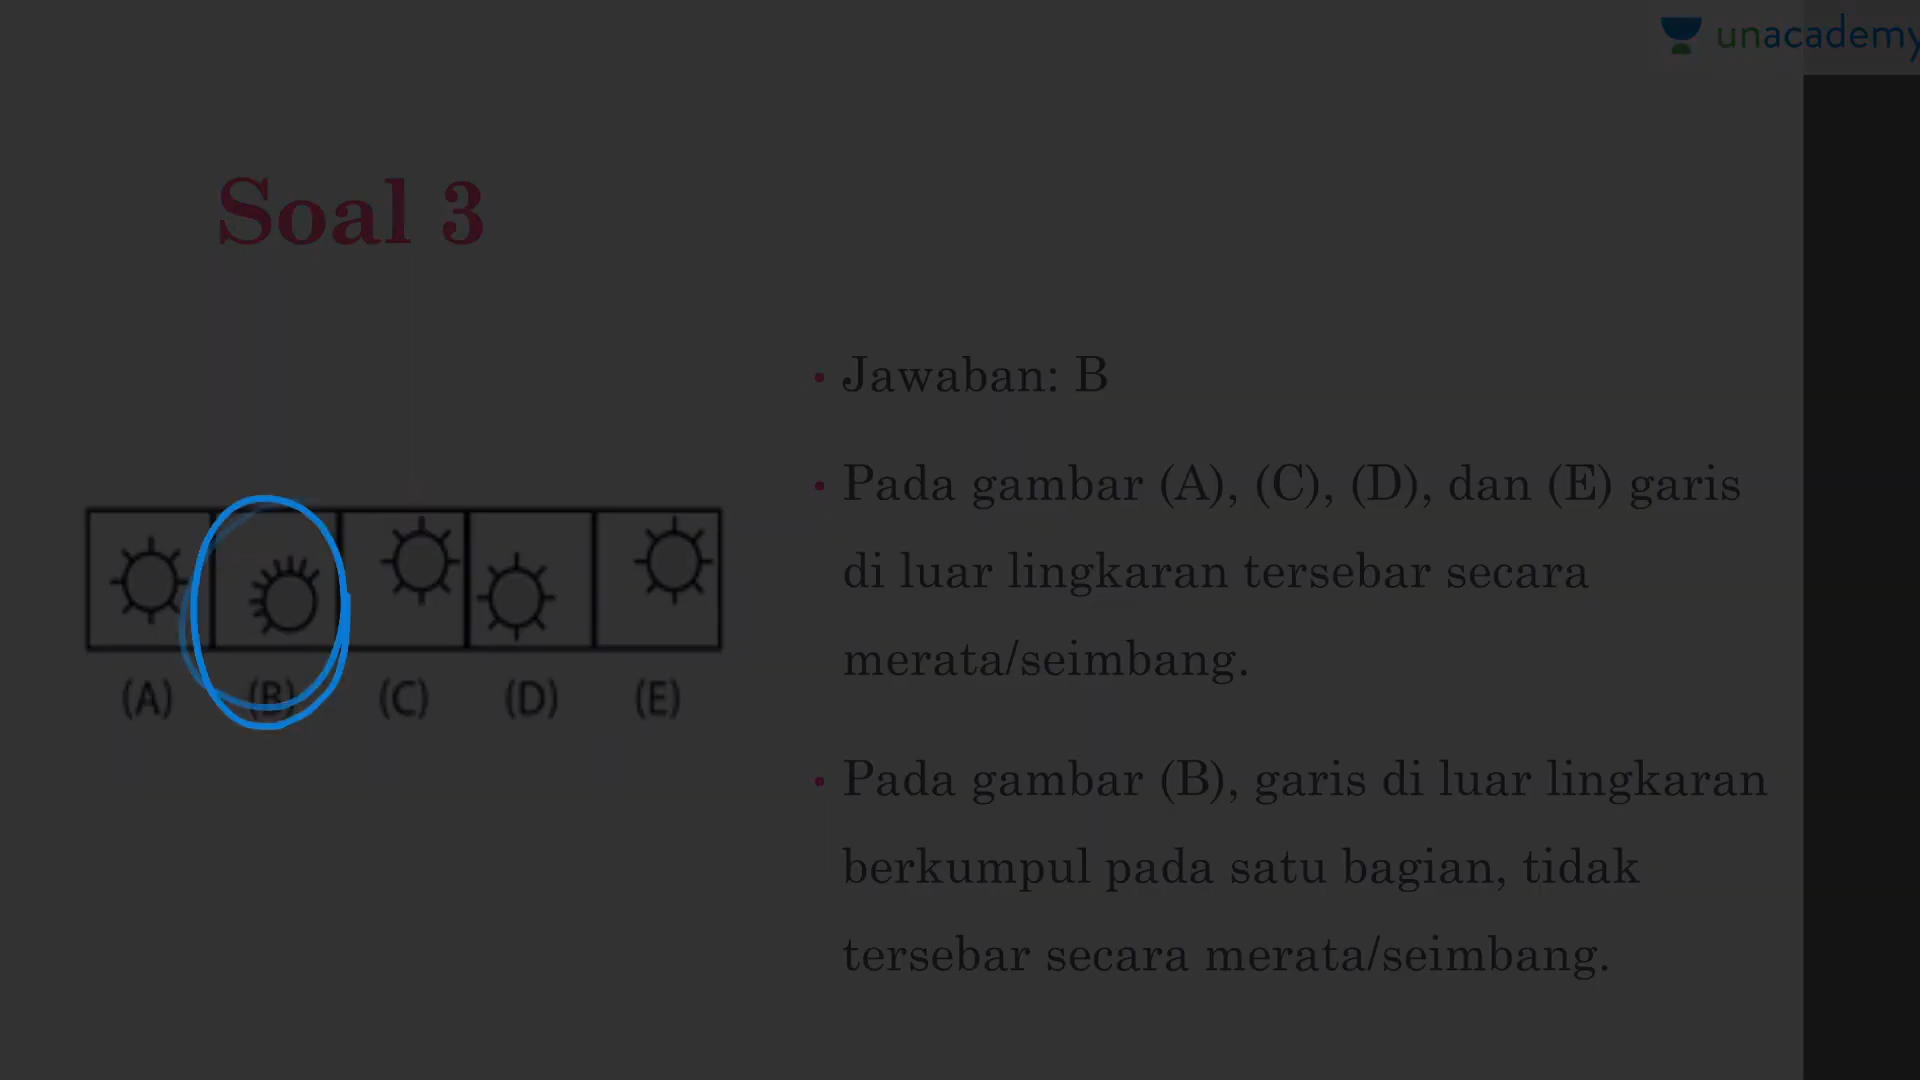 unacademy
Soal 3
• Jawaban: B
• Pada gambar (A), (C), (D), dan (E) garis
di luar lingkaran tersebar secara
merata/seimbang.
(A) (B) (C) (D) (E)
• Pada gambar (B), garis di luar lingkaran
berkumpul pada satu bagian, tidak
tersebar secara merata/seimbang.